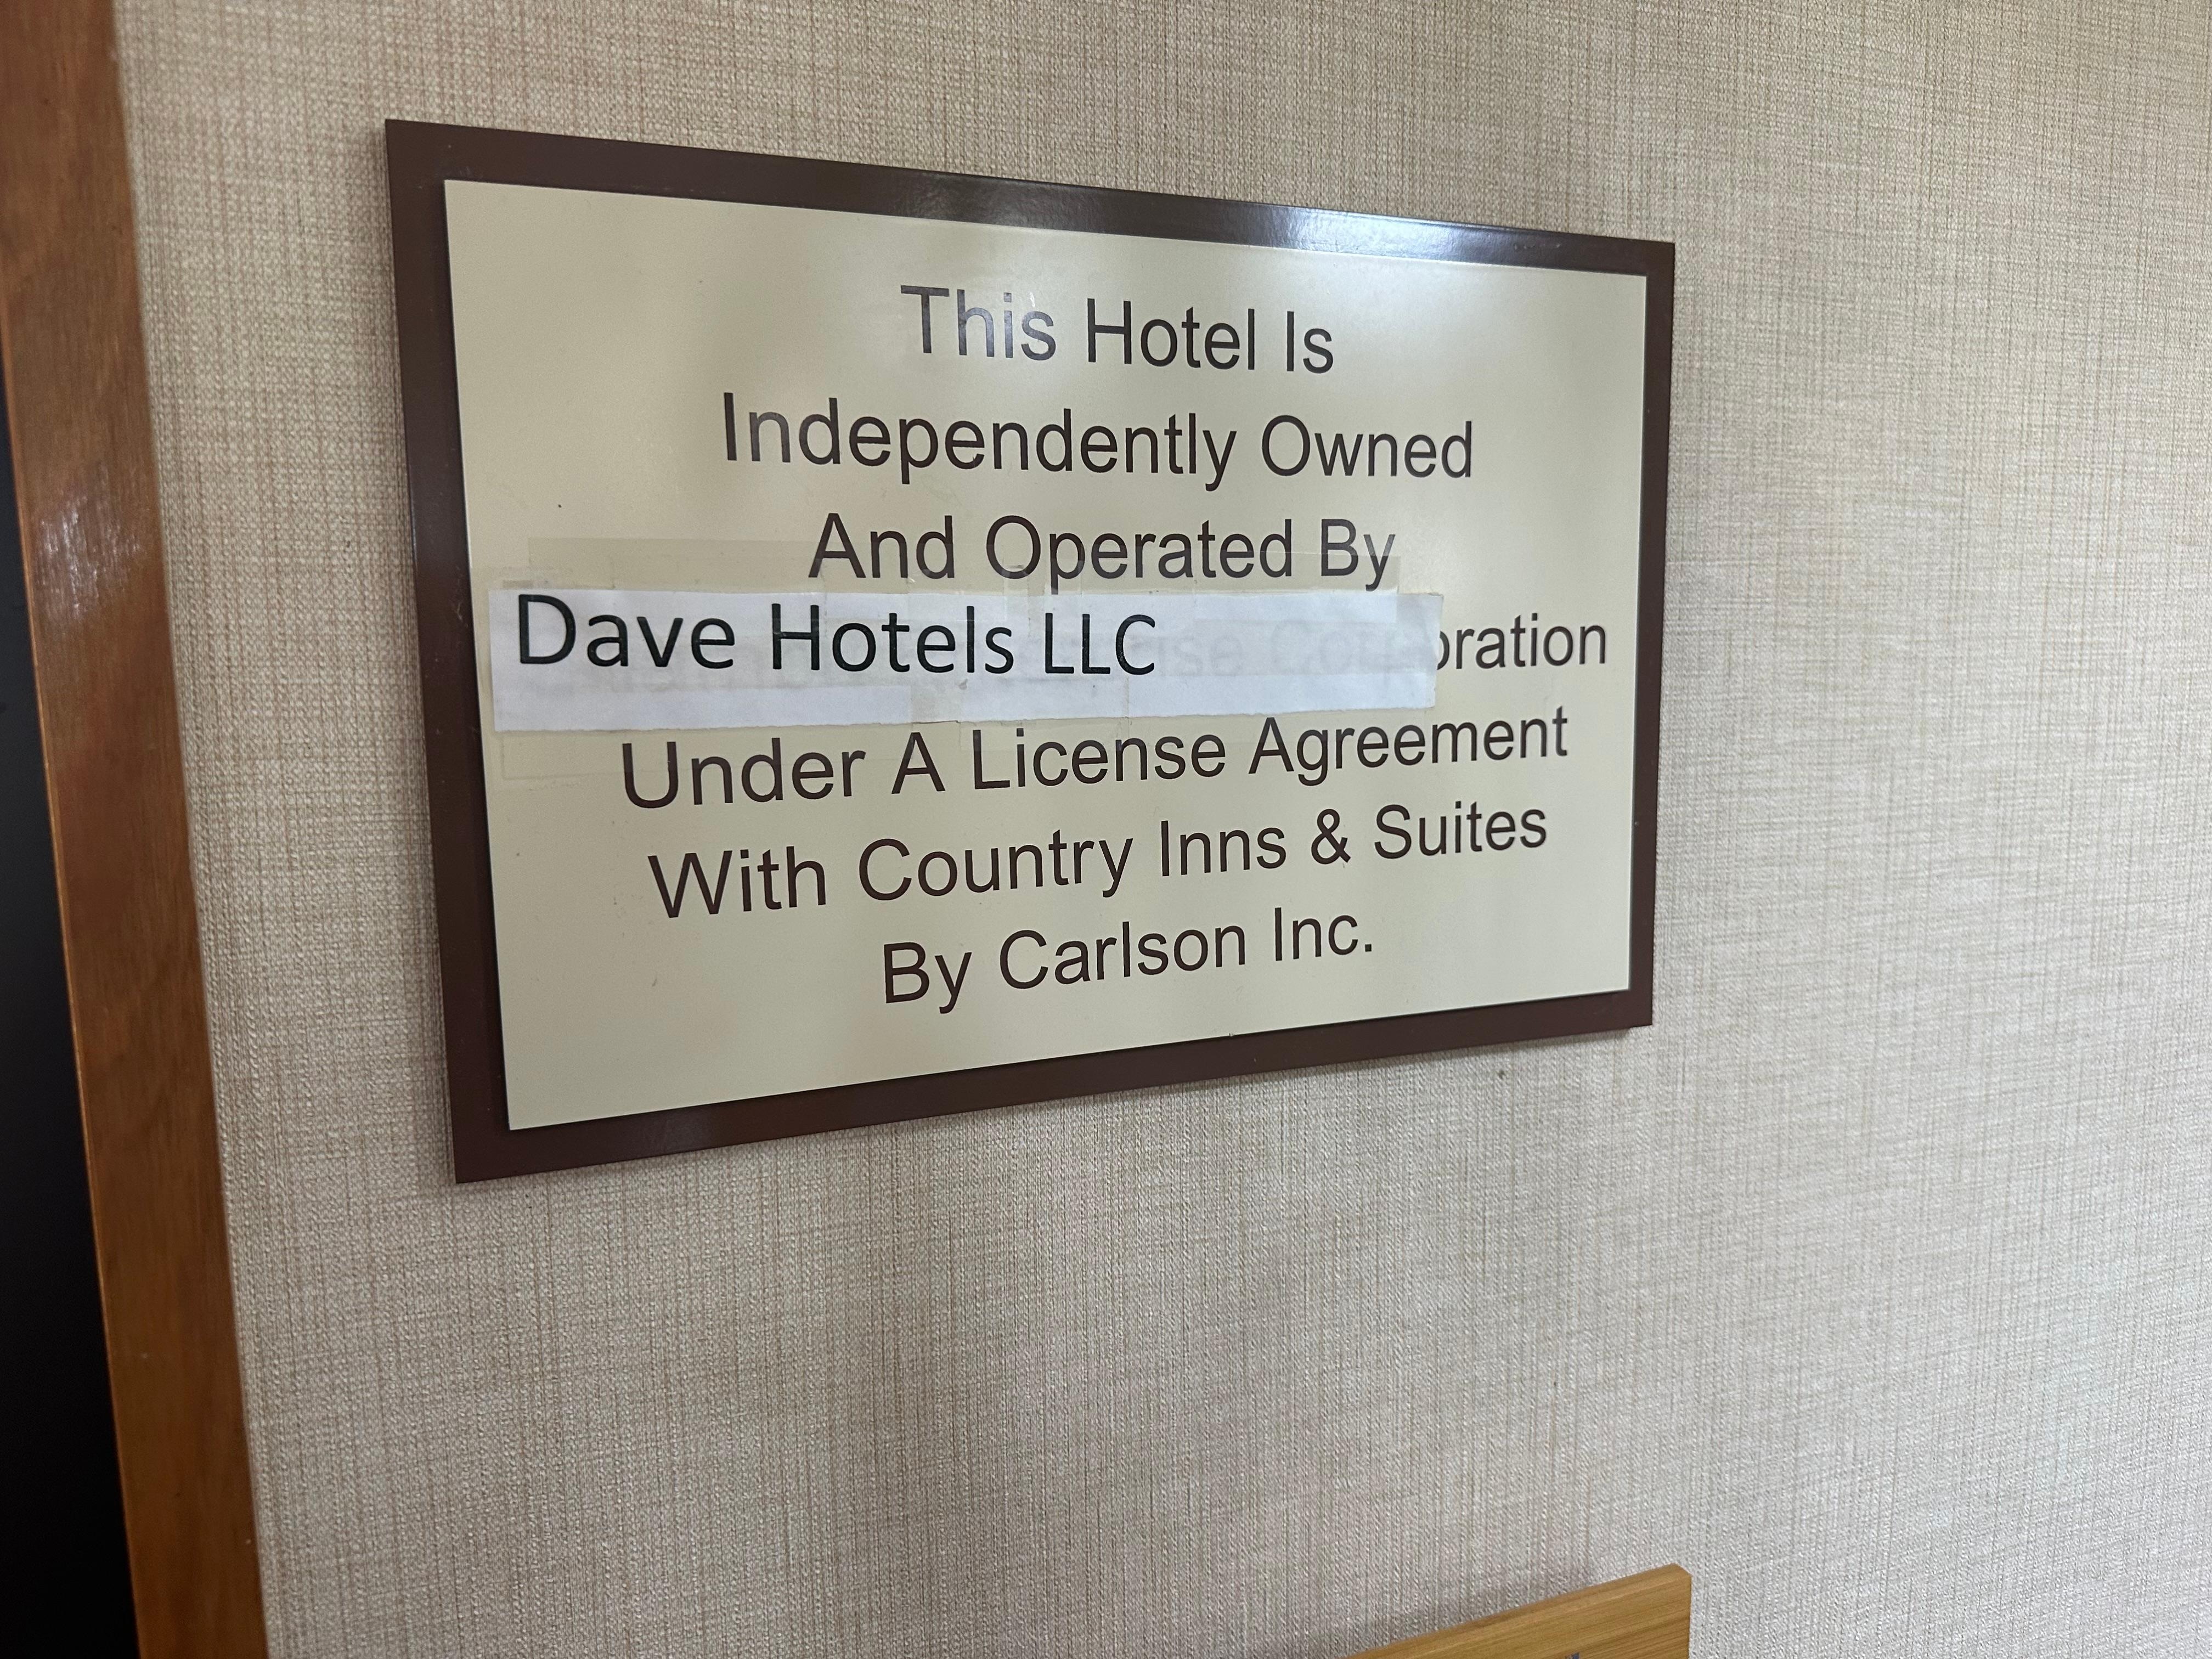 This Hotel Is
Independently Owned
And Operated By
Dave Hotels LLC oration
Under A License Agreement
With Country Inns & Suites
By Carlson Inc.